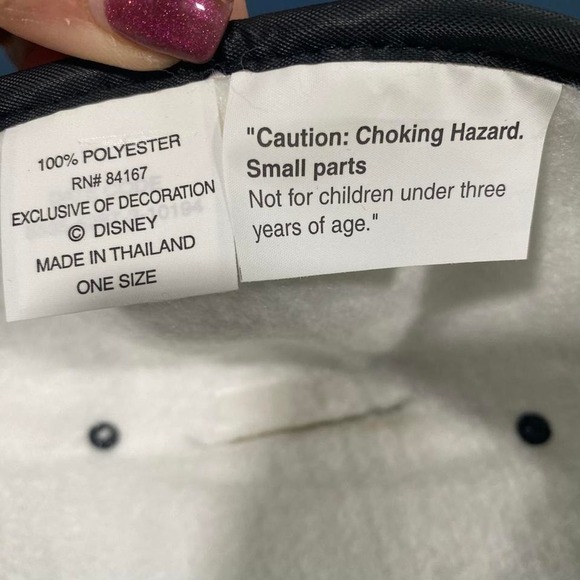 100% POLYESTER
RN# 84167
EXCLUSIVE OF DECORATION
© DISNEY
MADE IN THAILAND
ONE SIZE
"Caution: Choking Hazard.
Small parts
Not for children under three
years of age."